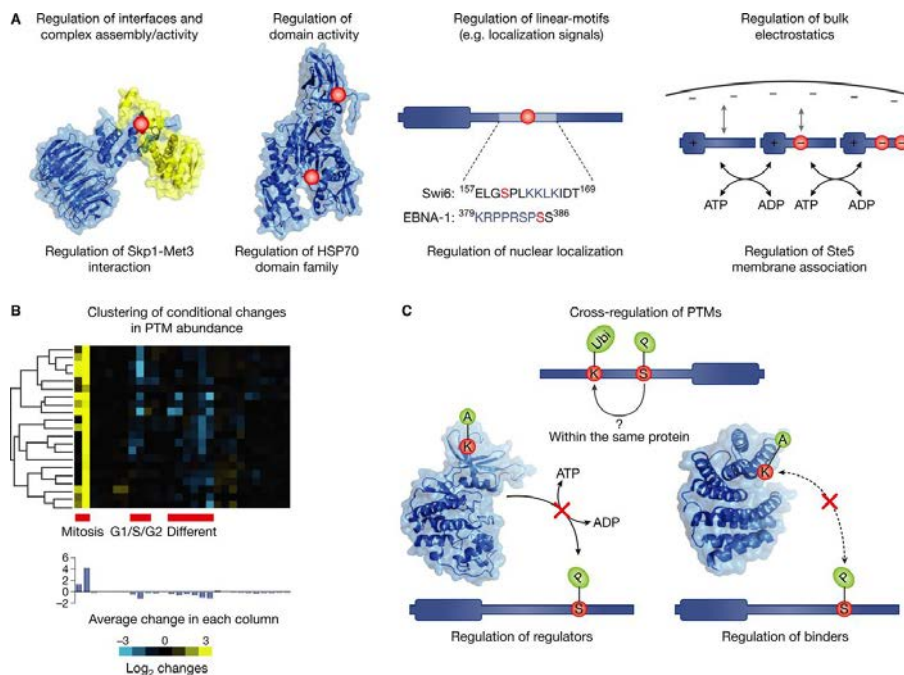 A
Regulation of interfaces and
complex assembly/activity
Regulation of
domain activity
Regulation of linear-motifs
(e.g. localization signals)
Regulation of bulk
electrostatics
– – – – – –
+ + – + – –
Swi6: 157ELGSPLKKLKIDT169
EBNA-1: 379KRPPRSPSS386
ATP ADP ATP ADP
Regulation of Skp1-Met3
interaction
Regulation of HSP70
domain family
Regulation of nuclear localization
Regulation of Ste5
membrane association
B
Clustering of conditional changes
in PTM abundance
Mitosis G1/S/G2 Different
6
4
2
0
−2
Average change in each column
−3 0 3
Log2 changes
C
Cross-regulation of PTMs
Ubi P
K S
?
Within the same protein
A
K
ATP
ADP
P
S
Regulation of regulators
A
K
P
S
Regulation of binders